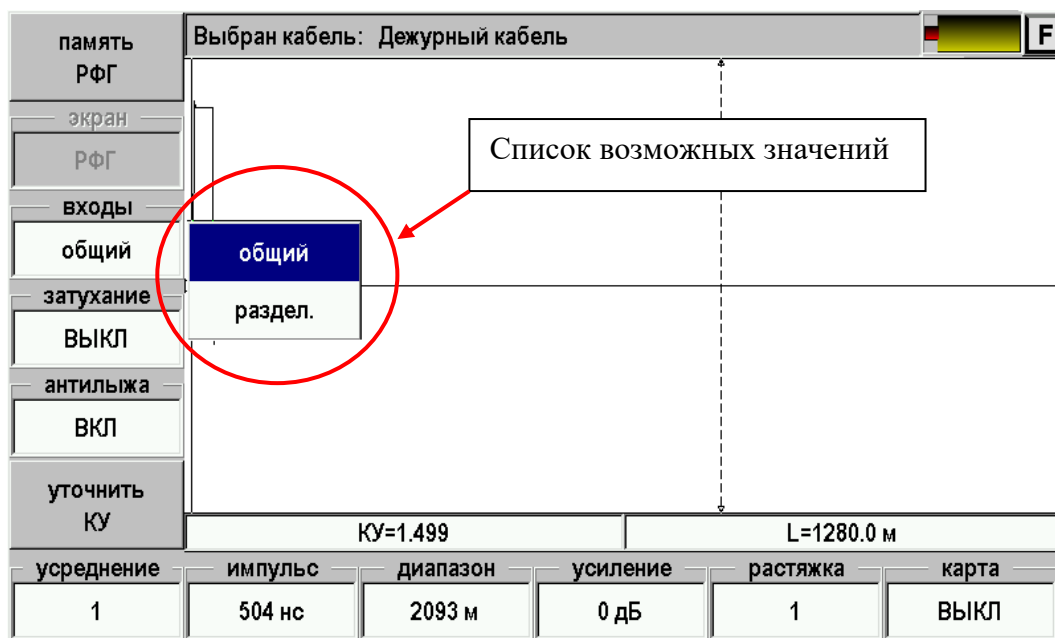 память
РФГ
Выбран кабель: Дежурный кабель
F
экран
РФГ
Список возможных значений
входы
общий
общий
раздел.
затухание
ВЫКЛ
антилыжа
ВКЛ
уточнить
КУ
КУ=1.499
L=1280.0 м
усреднение
импульс
диапазон
усиление
растяжка
карта
1
504 нс
2093 м
0 дБ
1
ВЫКЛ